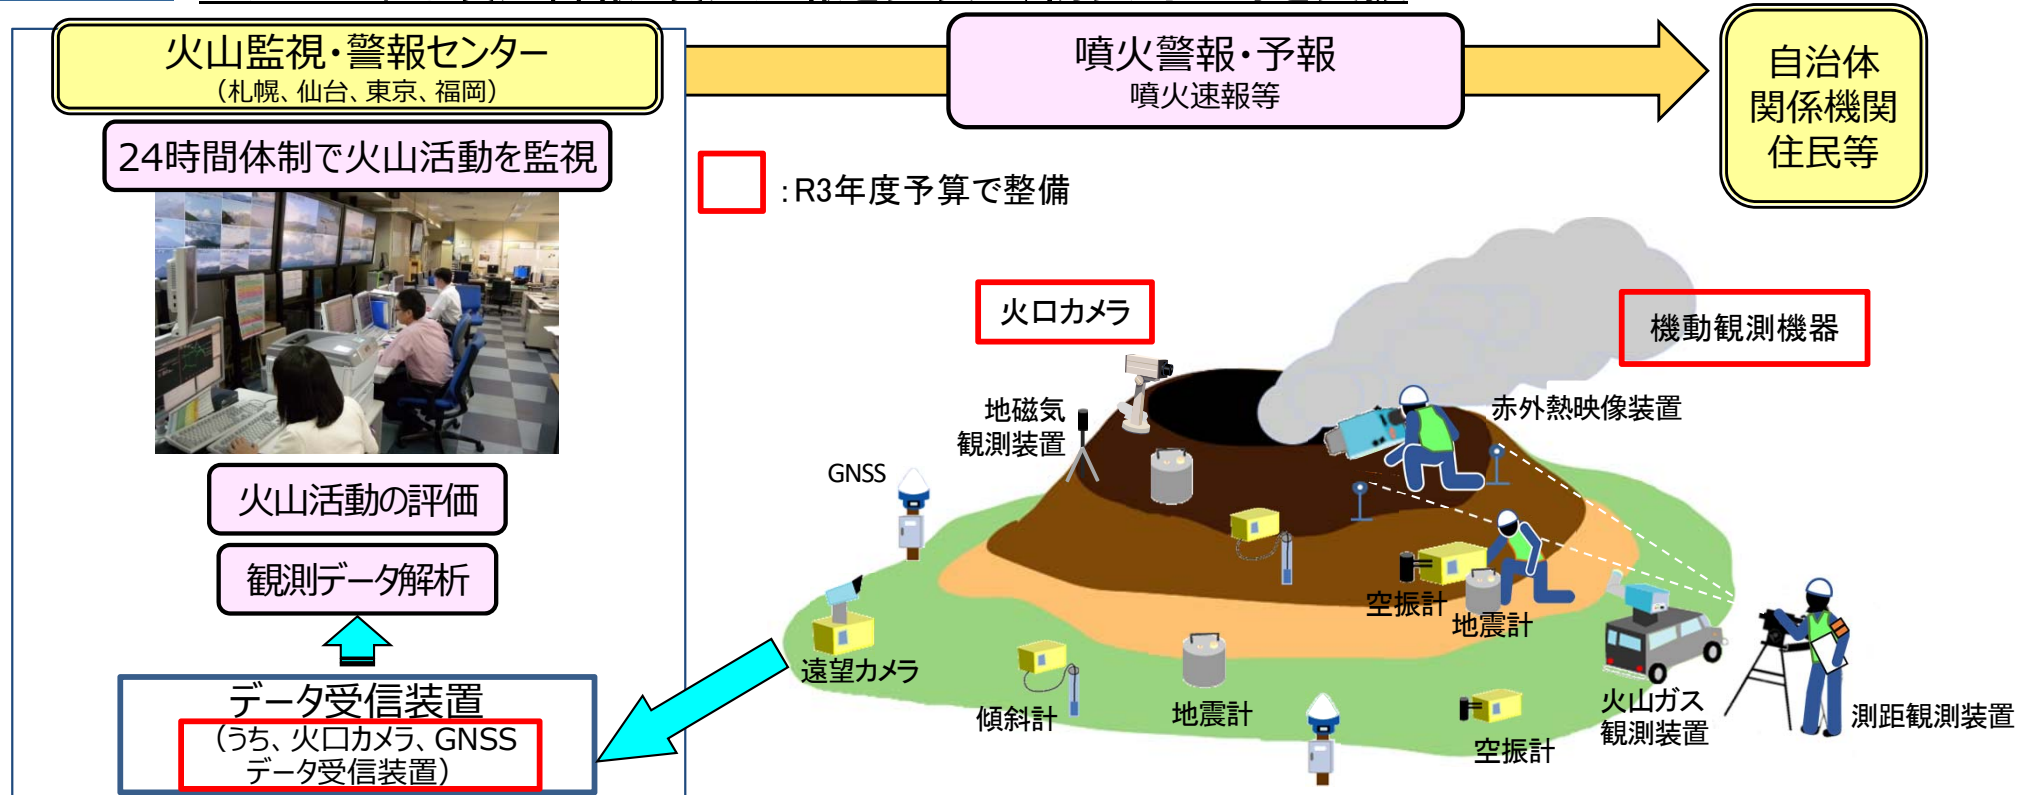 火山監視・警報センター
（札幌、仙台、東京、福岡）
24時間体制で火山活動を監視
火山活動の評価
観測データ解析
データ受信装置
（うち、火口カメラ、GNSS
データ受信装置）
噴火警報・予報
噴火速報等
自治体
関係機関
住民等
：R3年度予算で整備
火口カメラ
機動観測機器
地磁気
観測装置
赤外熱映像装置
GNSS
空振計
地震計
遠望カメラ
傾斜計
地震計
空振計
火山ガス
観測装置
測距観測装置